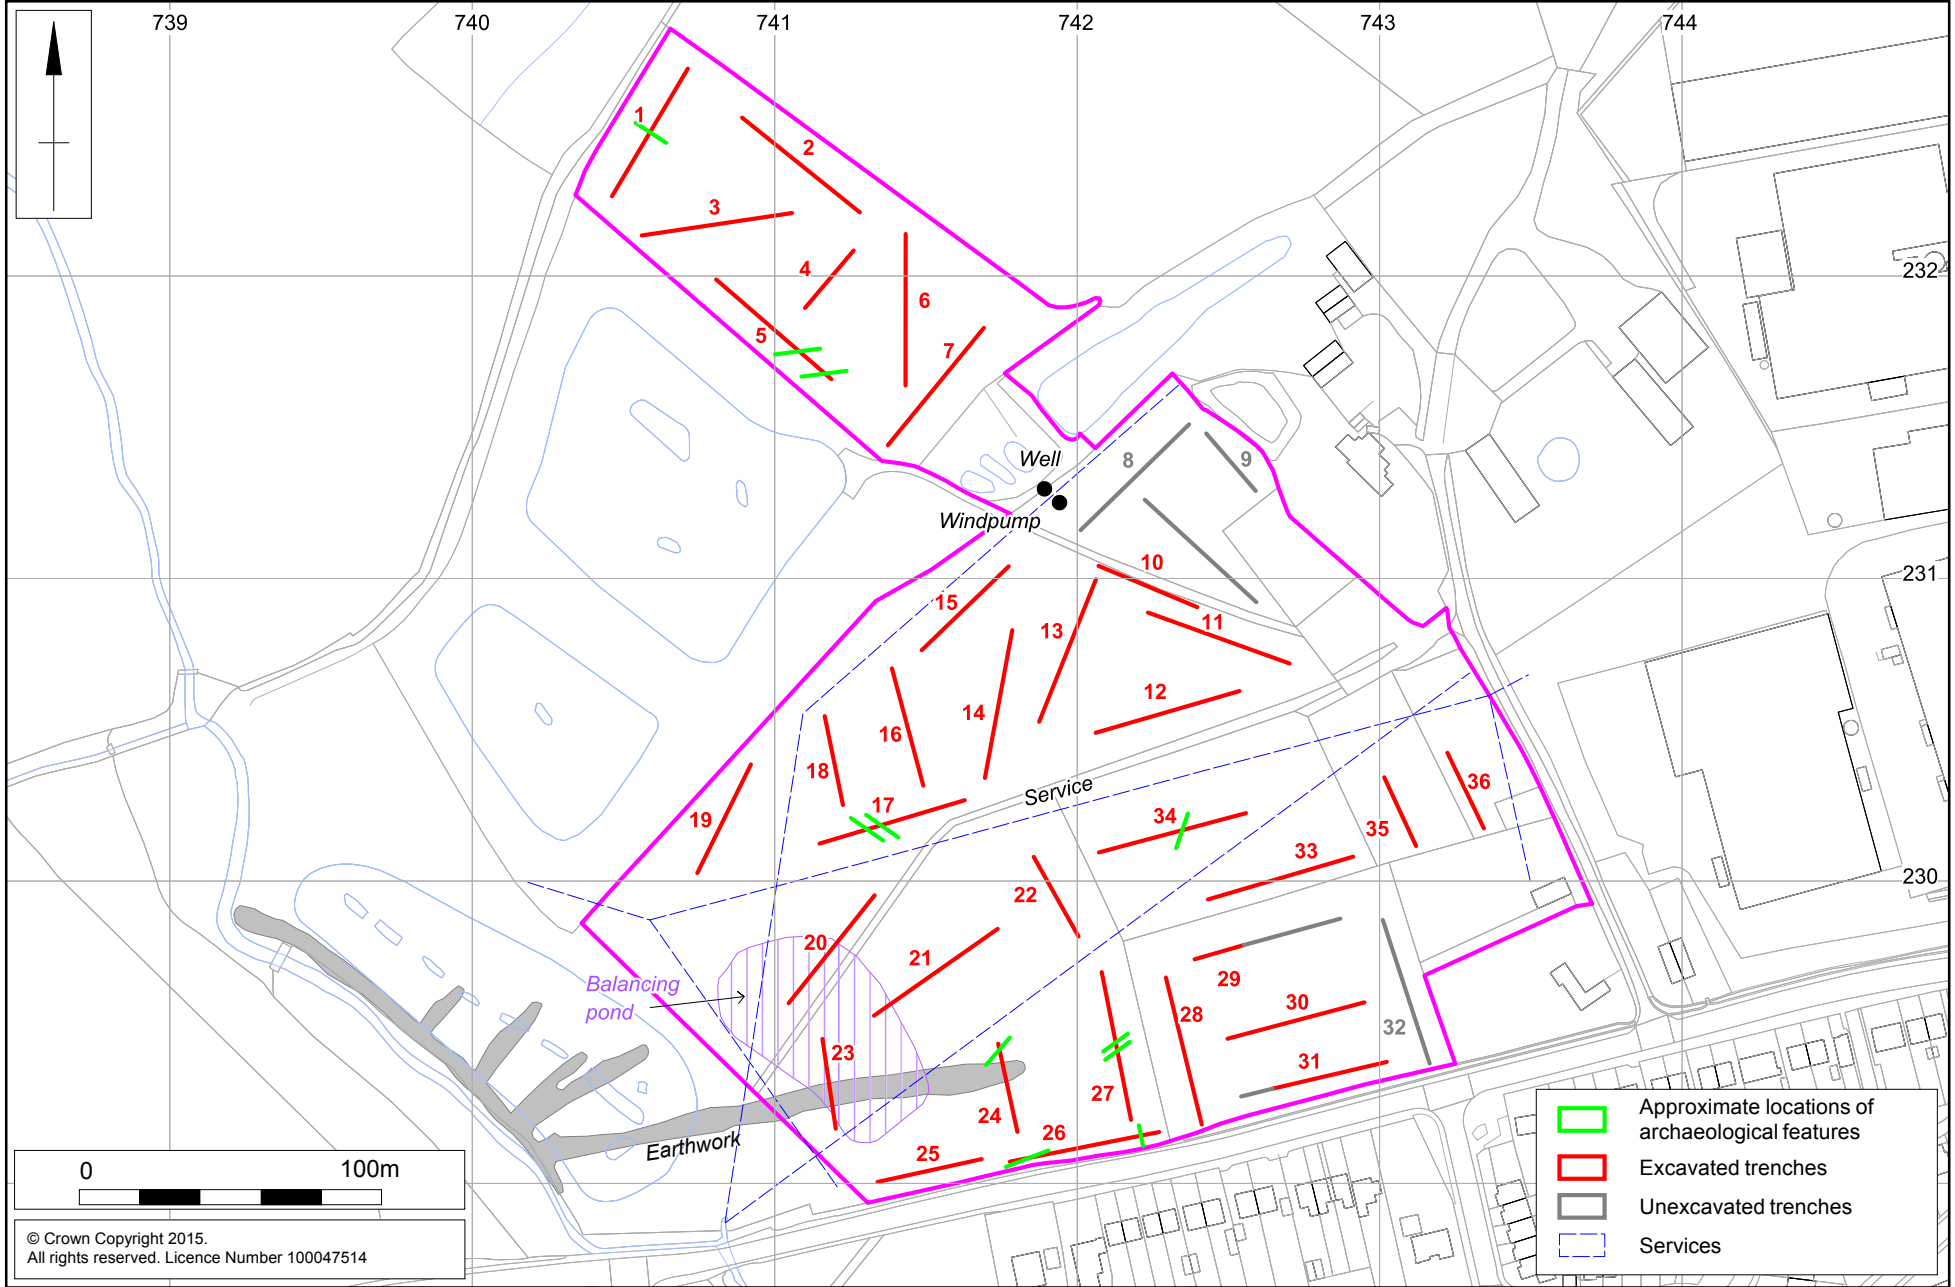 739 740 741 742 743 744
1
2
3
4
232
6
5
7
Well
8
9
Windpump
10
231
15
11
13
12
14
16
18
Service
36
17
34
19
35
33
230
22
20
21
29
Balancing
pond
30
28
32
23
31
27
24
26
Earthwork
25
0 100m
© Crown Copyright 2015.
All rights reserved. Licence Number 100047514
Approximate locations of
archaeological features
Excavated trenches
Unexcavated trenches
Services